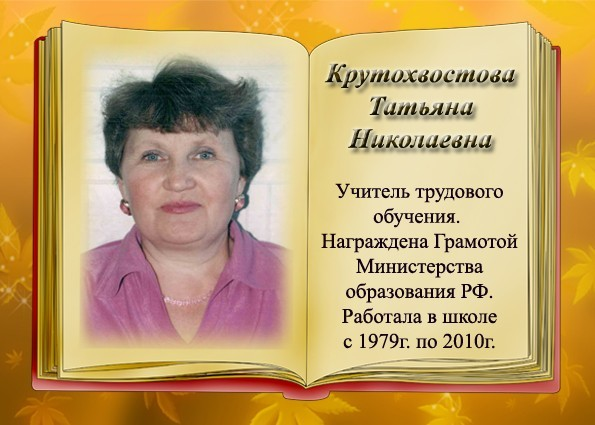 Крутохвостова
Татьяна
Николаевна
Учитель трудового
обучения.
Награждена Грамотой
Министерства
образования РФ.
Работала в школе
с 1979г. по 2010г.